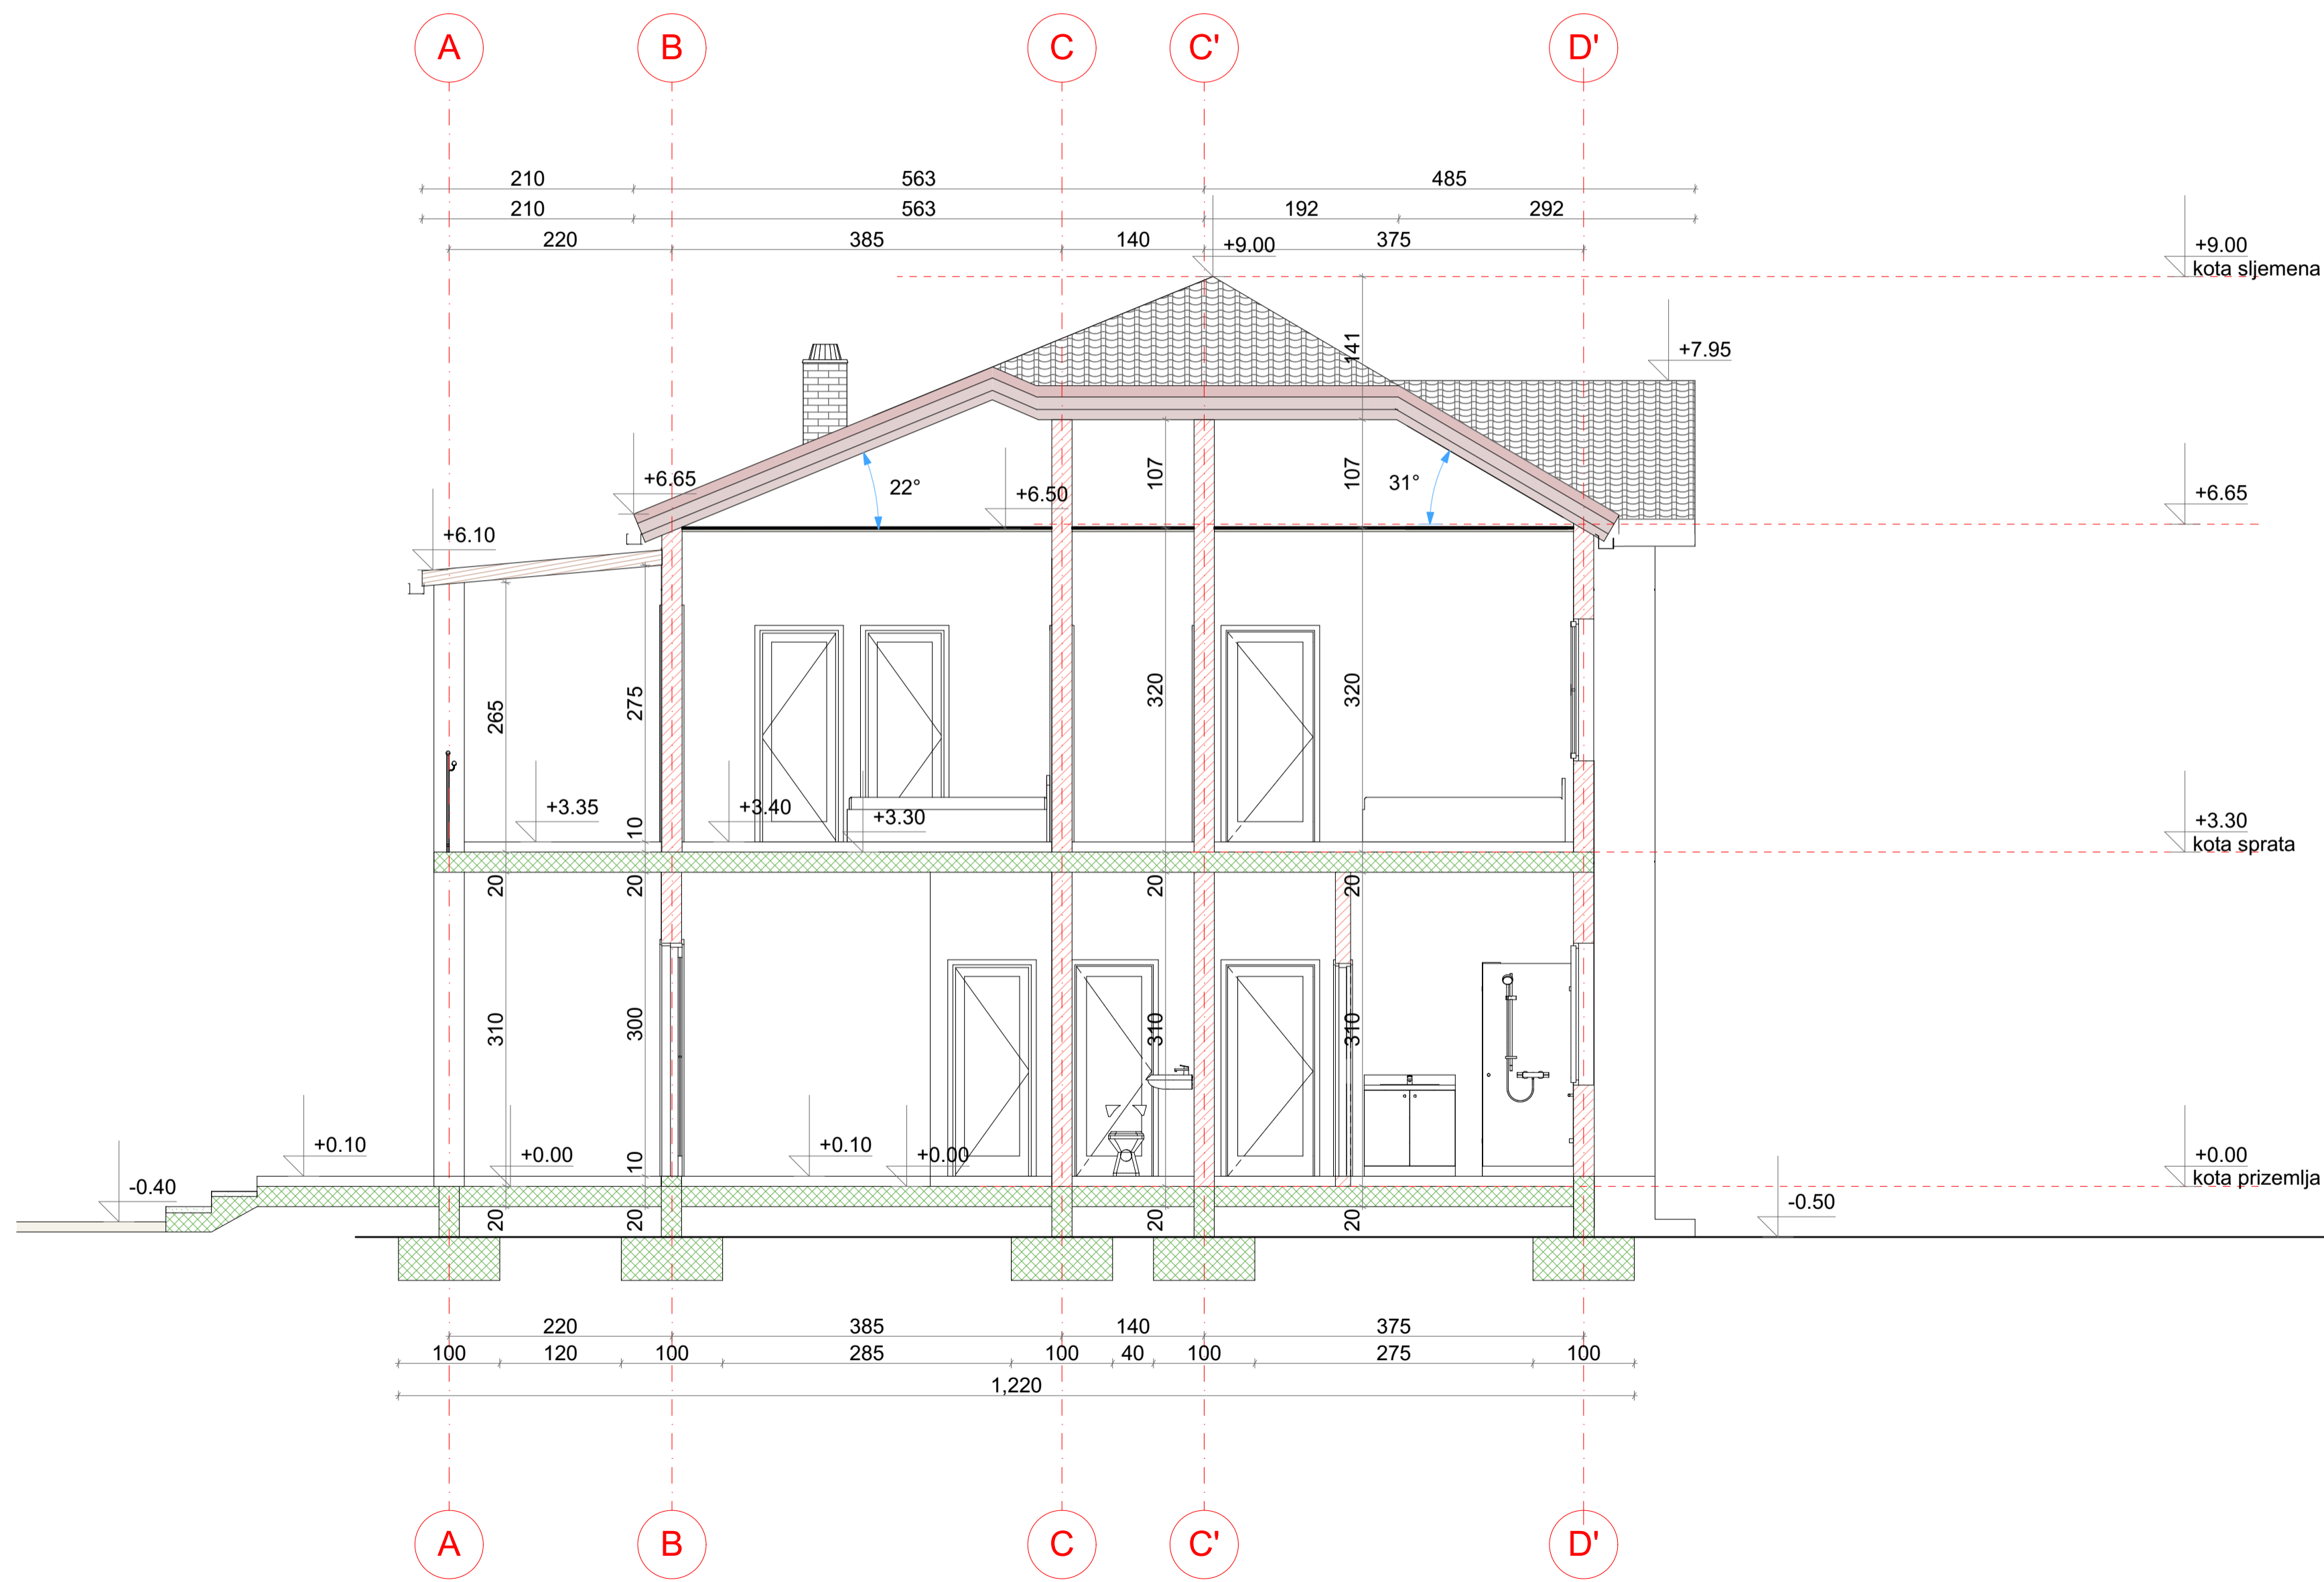 A B C C' D'
210 563 485
210 563 192 292
220 385 140 375
+9.00 +9.00
kota sljemena
141
+7.95
+6.65 22° 107 107 31° +6.65
+6.50
+6.10
265 275 320 320
+3.35 10 +3.40 +3.30 +3.30
kota sprata
20 20 20 20
310 300 310 310
+0.10 +0.00 10 +0.10 +0.00 +0.00
kota prizemlja
-0.40 -0.50
20 20 20 20
220 385 140 375
100 120 100 285 100 40 100 275 100
1,220
A B C C' D'